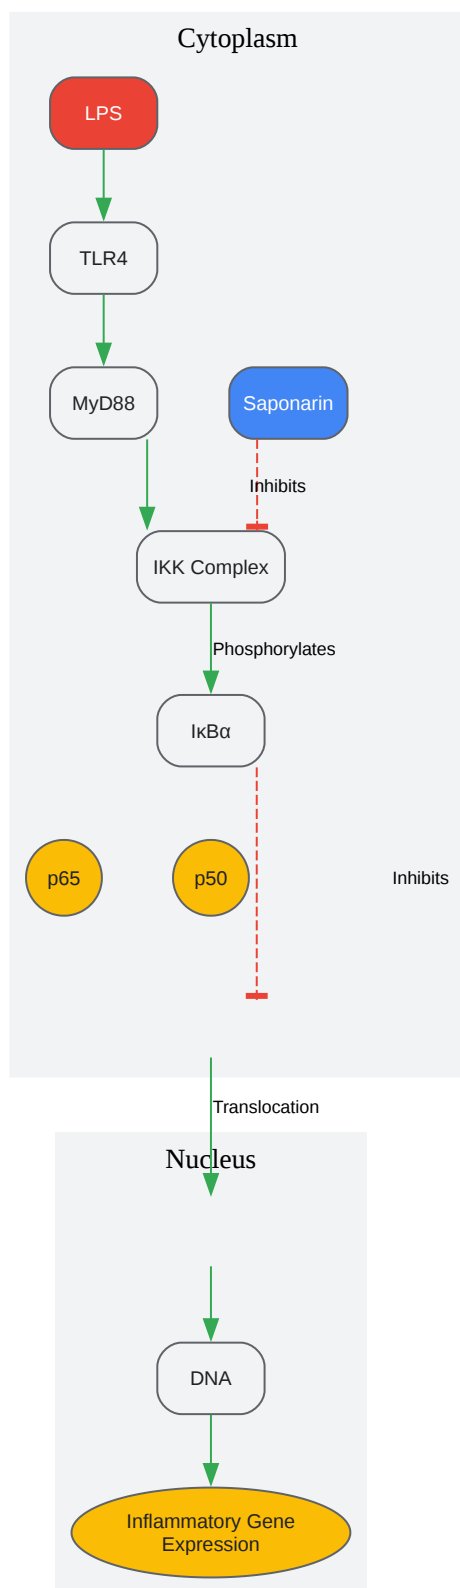 Cytoplasm
LPS
TLR4
MyD88
Saponarin
Inhibits
IKK Complex
Phosphorylates
IκBα
p65
p50
Inhibits
Translocation
Nucleus
DNA
Inflammatory Gene
Expression